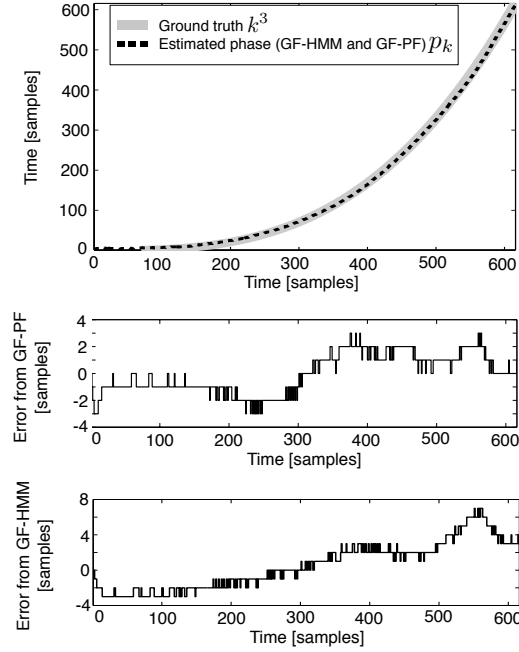 600
500
400
300
200
100
0
Time [samples]
Ground truth k³
Estimated phase (GF-HMM and GF-PF) pₖ
0 100 200 300 400 500 600
Time [samples]
Error from GF-PF
[samples]
4
2
0
-2
-4
0 100 200 300 400 500 600
Time [samples]
Error from GF-HMM
[samples]
8
4
0
-4
0 100 200 300 400 500 600
Time [samples]